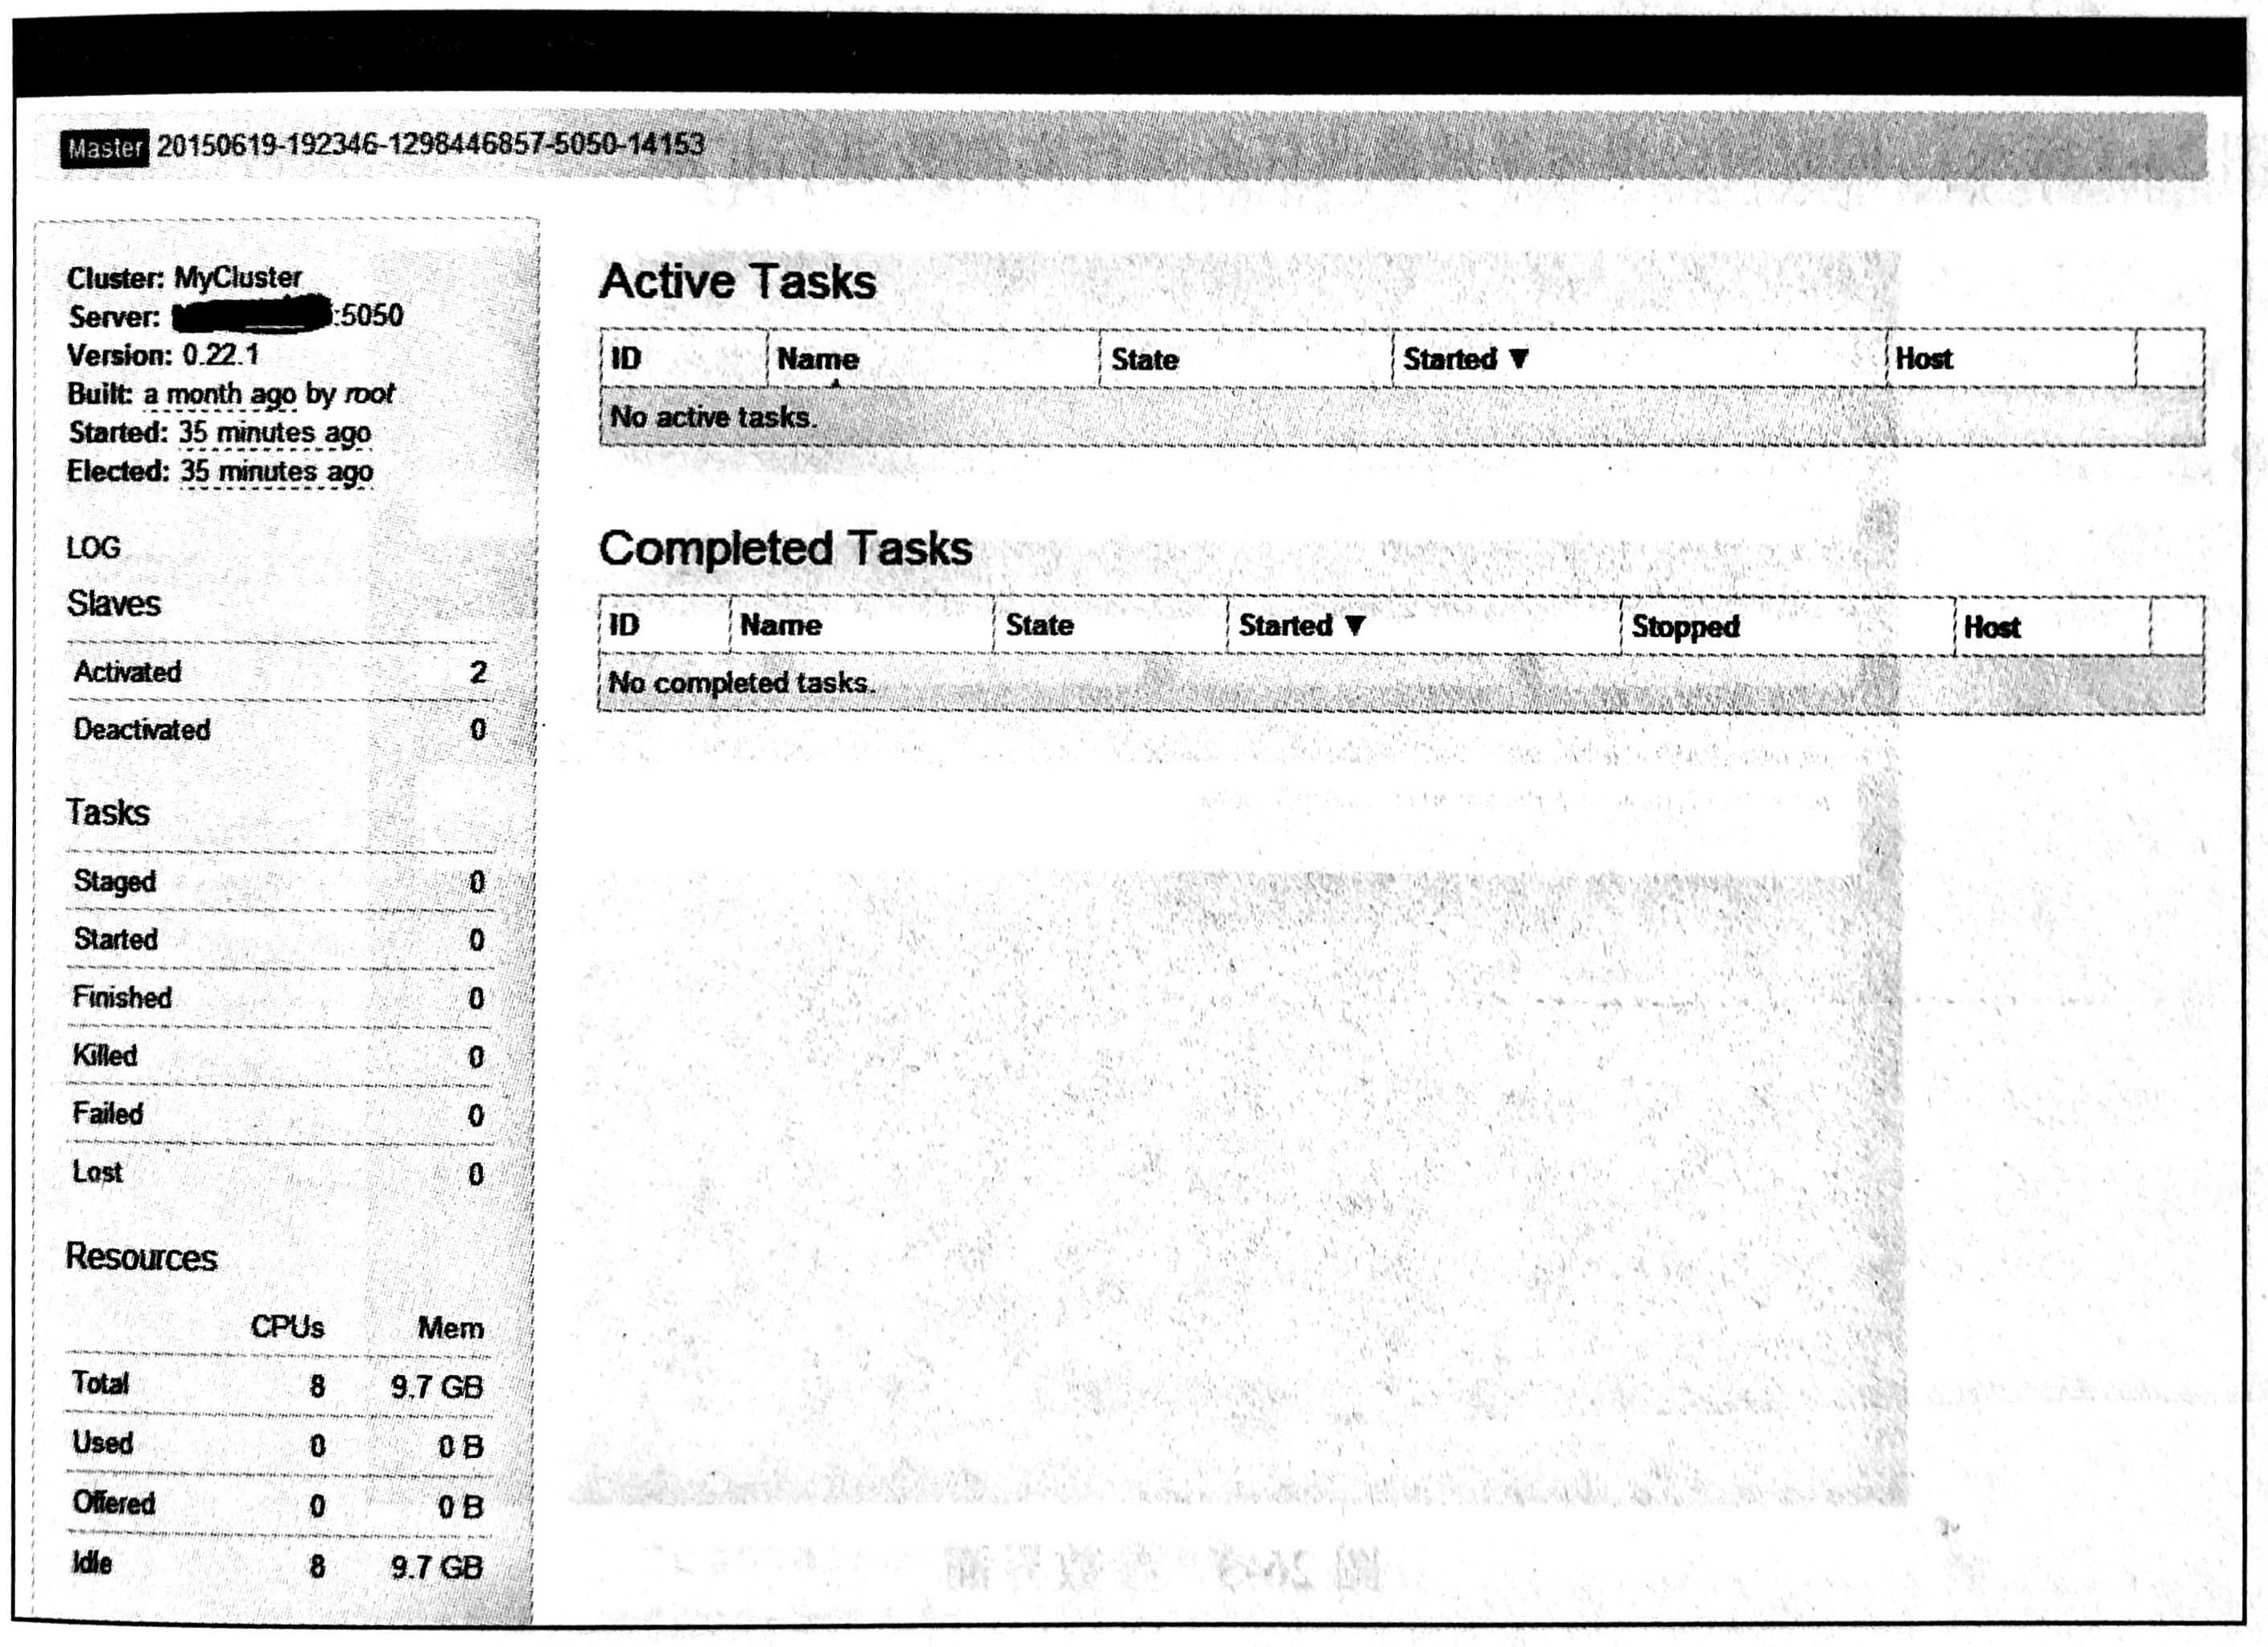 Master 20150619-192346-1298446857-5050-14153
Cluster: MyCluster
Server: :5050
Version: 0.22.1
Built: a month ago by root
Started: 35 minutes ago
Elected: 35 minutes ago
LOG
Slaves
Activated 2
Deactivated 0
Tasks
Staged 0
Started 0
Finished 0
Killed 0
Failed 0
Lost 0
Resources
CPUs Mem
Total 8 9.7 GB
Used 0 0 B
Offered 0 0 B
Idle 8 9.7 GB
Active Tasks
ID Name State Started ▼ Host
No active tasks.
Completed Tasks
ID Name State Started ▼ Stopped Host
No completed tasks.